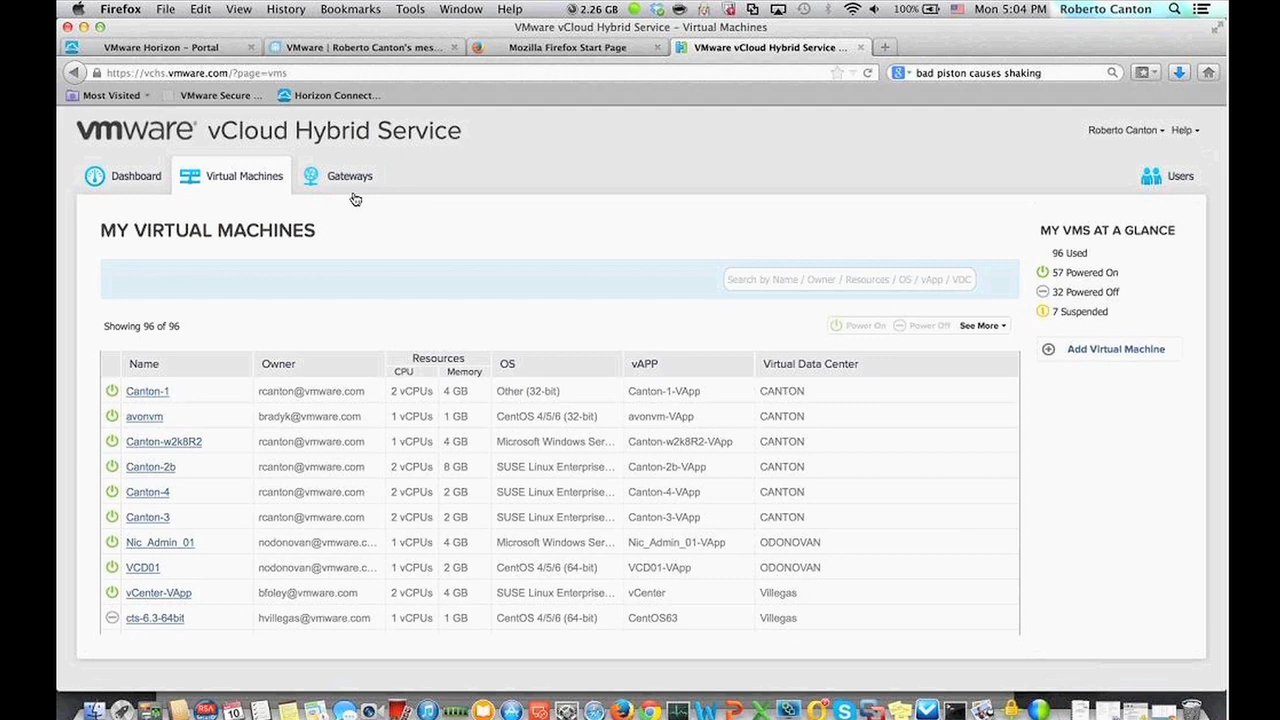 Firefox File Edit View History Bookmarks Tools Window Help 2.26 GB 100% Mon 5:04 PM Roberto Canton
VMware vCloud Hybrid Service – Virtual Machines
VMware Horizon - Portal VMware | Roberto Canton's mes... Mozilla Firefox Start Page VMware vCloud Hybrid Service ...
https://vchs.vmware.com/?page=vms bad piston causes shaking
Most Visited VMware Secure ... Horizon Connect...
vmware vCloud Hybrid Service
Roberto Canton Help
Dashboard Virtual Machines Gateways Users
MY VIRTUAL MACHINES
Search by Name / Owner / Resources / OS / vApp / VDC
Showing 96 of 96
Power On Power Off See More
Name Owner Resources CPU Memory OS vAPP Virtual Data Center
Canton-1 rcanton@vmware.com 2 vCPUs 4 GB Other (32-bit) Canton-1-VApp CANTON
avonvm bradyk@vmware.com 1 vCPUs 1 GB CentOS 4/5/6 (32-bit) avonvm-VApp CANTON
Canton-w2k8R2 rcanton@vmware.com 1 vCPUs 4 GB Microsoft Windows Ser... Canton-w2k8R2-VApp CANTON
Canton-2b rcanton@vmware.com 2 vCPUs 8 GB SUSE Linux Enterprise... Canton-2b-VApp CANTON
Canton-4 rcanton@vmware.com 2 vCPUs 2 GB SUSE Linux Enterprise... Canton-4-VApp CANTON
Canton-3 rcanton@vmware.com 2 vCPUs 2 GB SUSE Linux Enterprise... Canton-3-VApp CANTON
Nic_Admin_01 nodonovan@vmware.c... 1 vCPUs 4 GB Microsoft Windows Ser... Nic_Admin_01-VApp ODONOVAN
VCD01 nodonovan@vmware.c... 1 vCPUs 2 GB CentOS 4/5/6 (64-bit) VCD01-VApp ODONOVAN
vCenter-VApp bfoley@vmware.com 2 vCPUs 4 GB SUSE Linux Enterprise... vCenter Villegas
cts-6.3-64bit hvillegas@vmware.com 1 vCPUs 1 GB CentOS 4/5/6 (64-bit) CentOS63 Villegas
MY VMS AT A GLANCE
96 Used
57 Powered On
32 Powered Off
7 Suspended
Add Virtual Machine
RSA 10